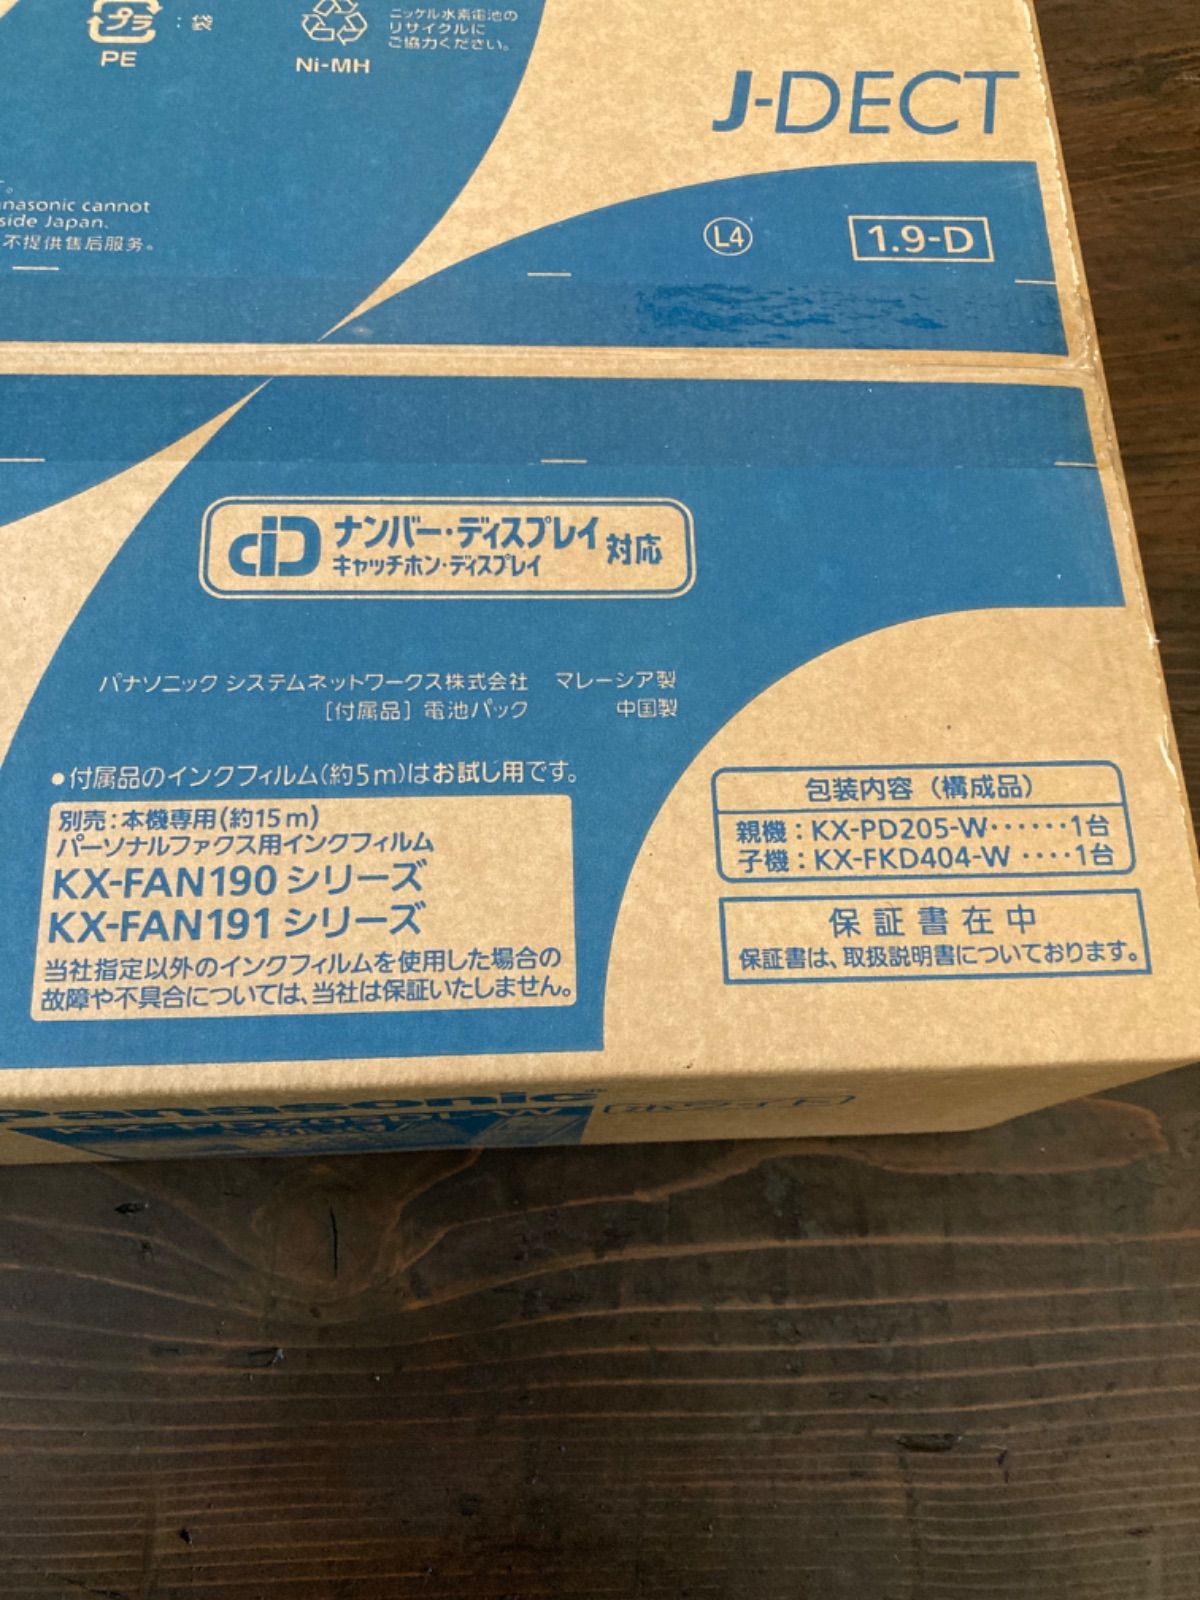 プラ : 袋
PE
Ni-MH
ニッケル水素電池の
リサイクルに
ご協力ください。
J-DECT
す。
nasonic cannot
side Japan.
不提供售后服务。
L4
1.9-D
ナンバー・ディスプレイ
キャッチホン・ディスプレイ
対応
パナソニック システムネットワークス株式会社 マレーシア製
[付属品] 電池パック 中国製
●付属品のインクフィルム(約5m)はお試し用です。
別売:本機専用(約15m)
パーソナルファクス用インクフィルム
KX-FAN190 シリーズ
KX-FAN191 シリーズ
当社指定以外のインクフィルムを使用した場合の
故障や不具合については、当社は保証いたしません。
包装内容(構成品)
親機:KX-PD205-W……1台
子機:KX-FKD404-W ‥‥1台
保証書在中
保証書は、取扱説明書についております。
Panasonic
ホワイト